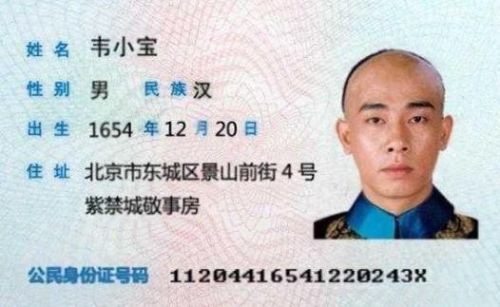 姓名 韦小宝
性别 男 民族 汉
出生 1654 年 12 月 20 日
住址 北京市东城区景山前街 4 号
紫禁城敬事房
公民身份证号码 11204416541220243X